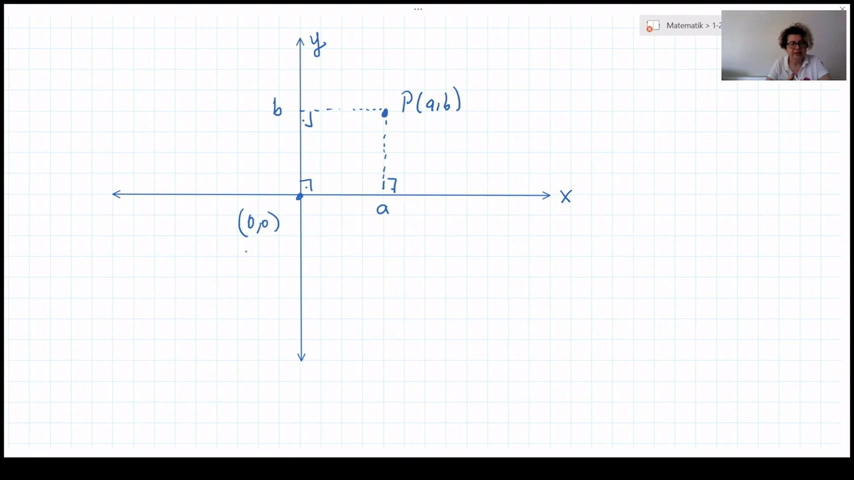 Matematik > 1-2
y
b
P(a,b)
x
a
(0,0)